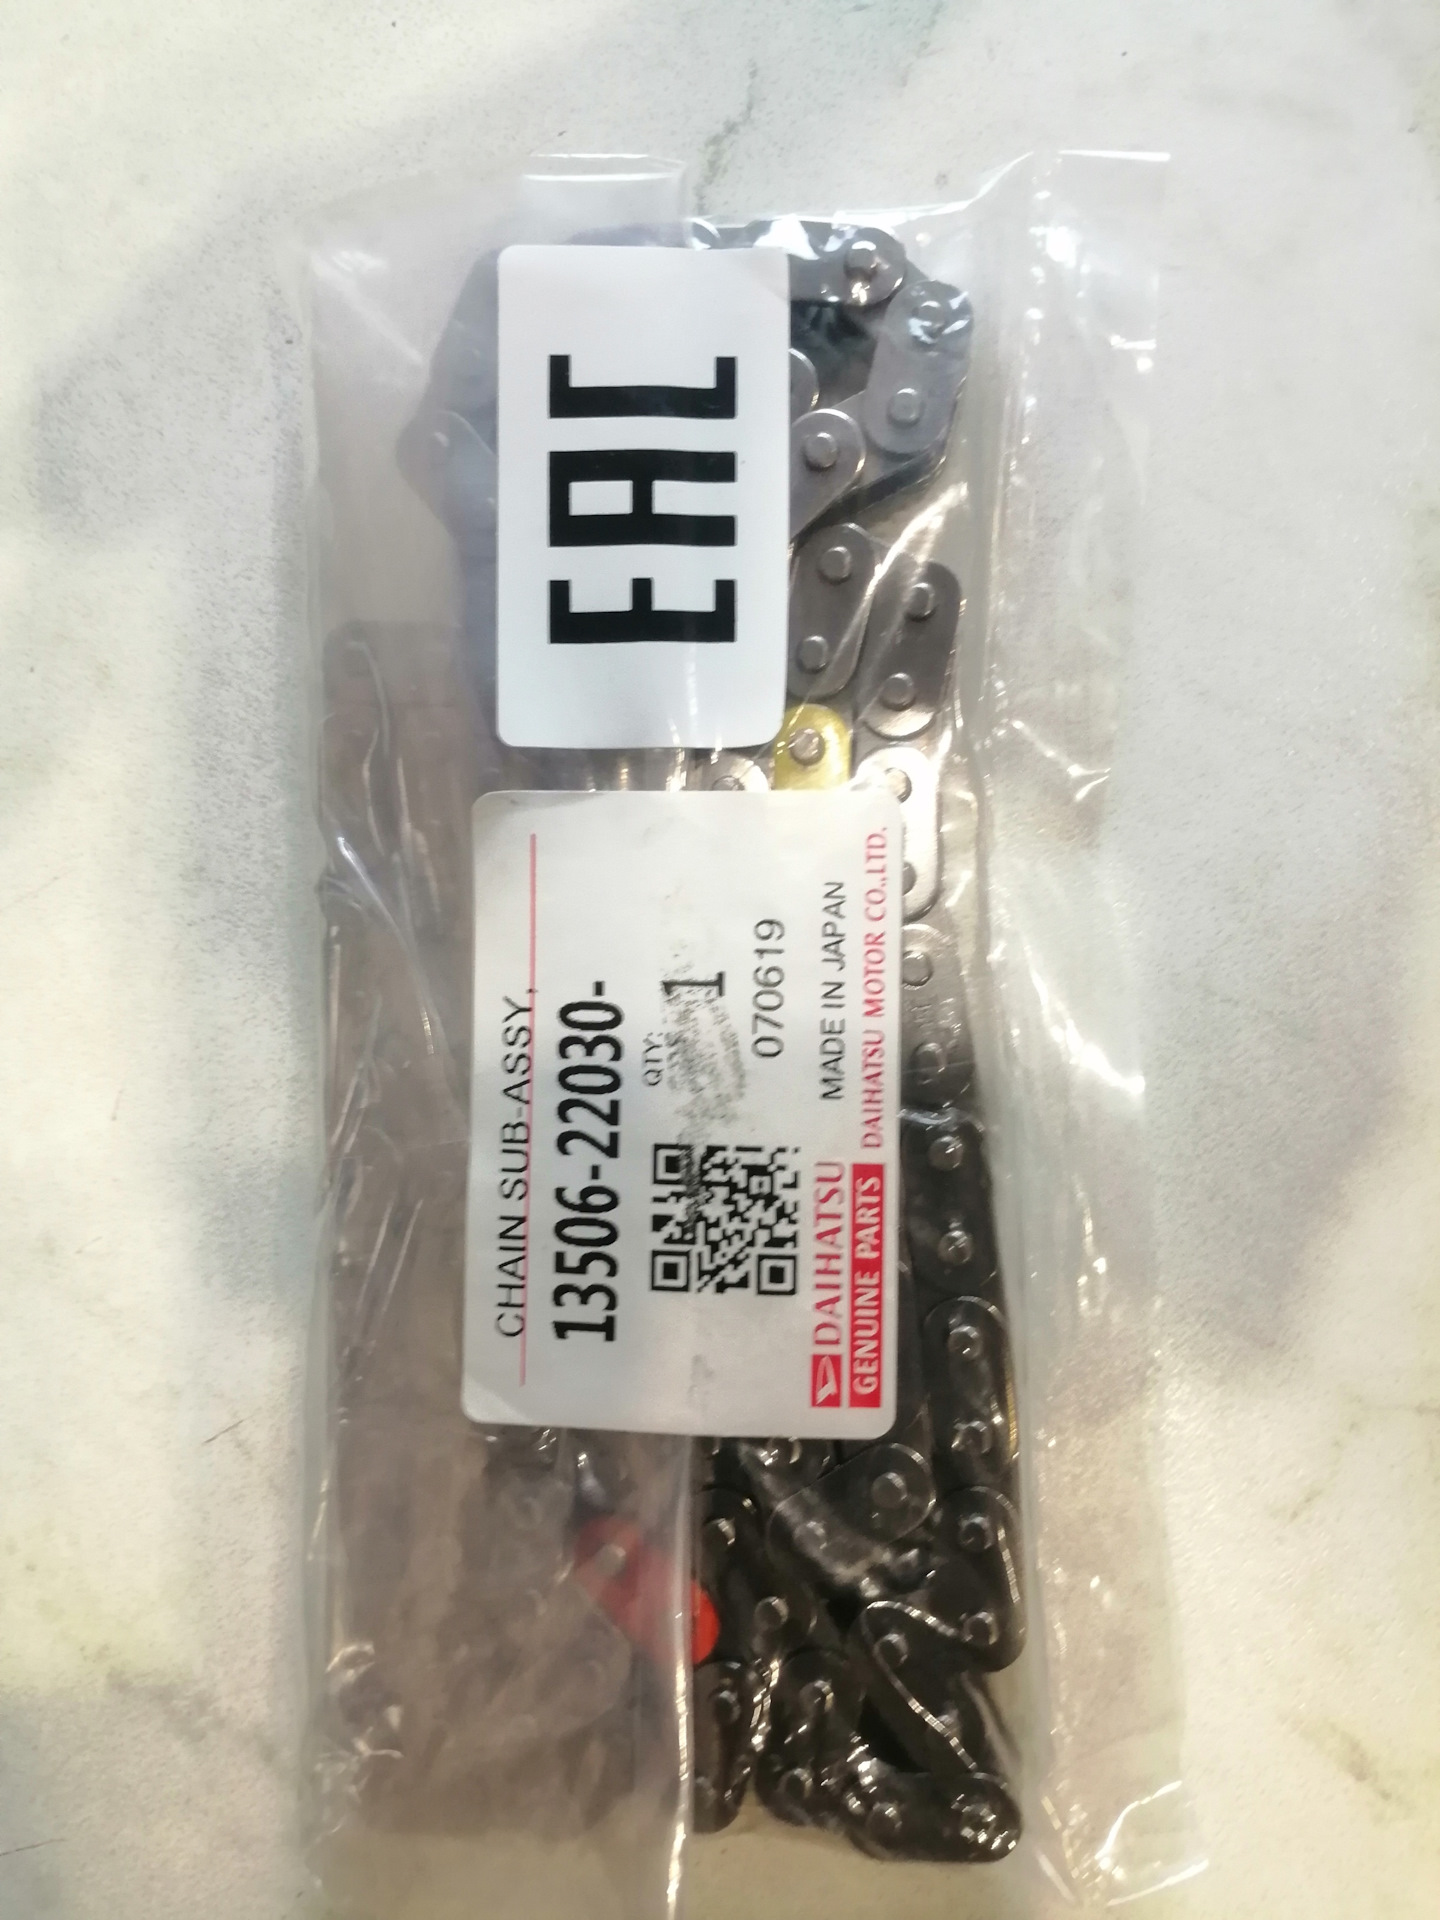 EAC
CHAIN SUB-ASSY,
13506-22030-
QTY:
1
070619
MADE IN JAPAN
DAIHATSU
GENUINE PARTS
DAIHATSU MOTOR CO.,LTD.